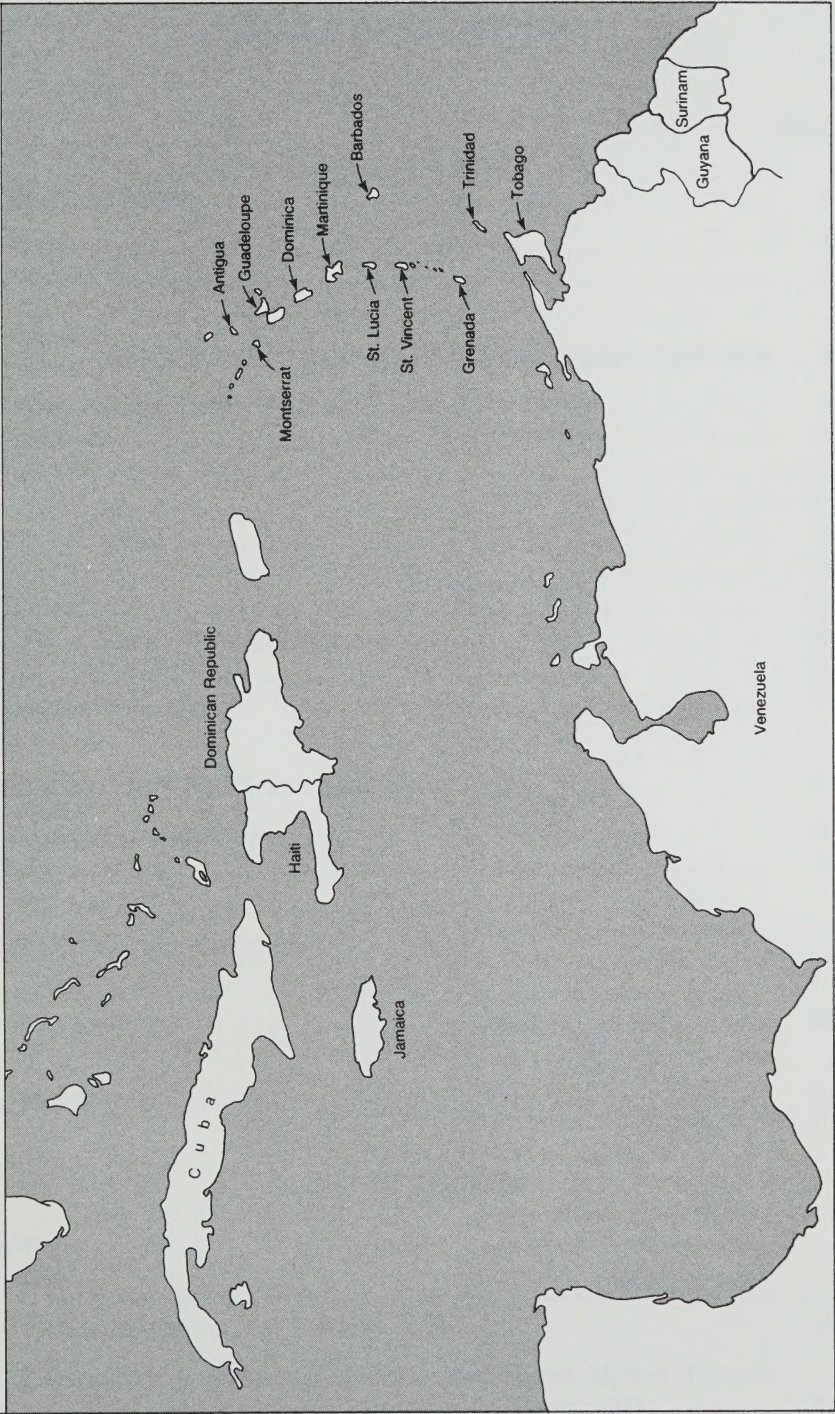 Cuba
Jamaica
Haiti
Dominican Republic
Montserrat
Antigua
Guadeloupe
Dominica
Martinique
Barbados
St. Lucia
St. Vincent
Grenada
Trinidad
Tobago
Venezuela
Guyana
Surinam